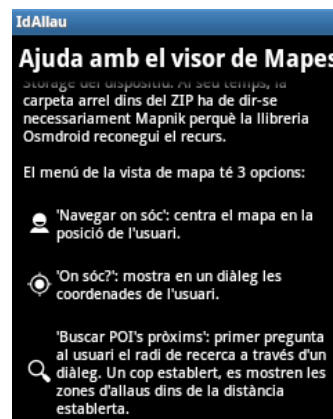 IdAllau
Ajuda amb el visor de Mapes
Storage del dispositiu. Al seu temps, la
carpeta arrel dins del ZIP ha de dir-se
necessariament Mapnik perquè la llibreria
Osmdroid reconegui el recurs.
El menú de la vista de mapa té 3 opcions:
'Navegar on sóc': centra el mapa en la
posició de l'usuari.
'On sóc?': mostra en un diàleg les
coordenades de l'usuari.
'Buscar POI's pròxims': primer pregunta
al usuari el radi de recerca a través d'un
diàleg. Un cop establert, es mostren les
zones d'allaus dins de la distància
establerta.